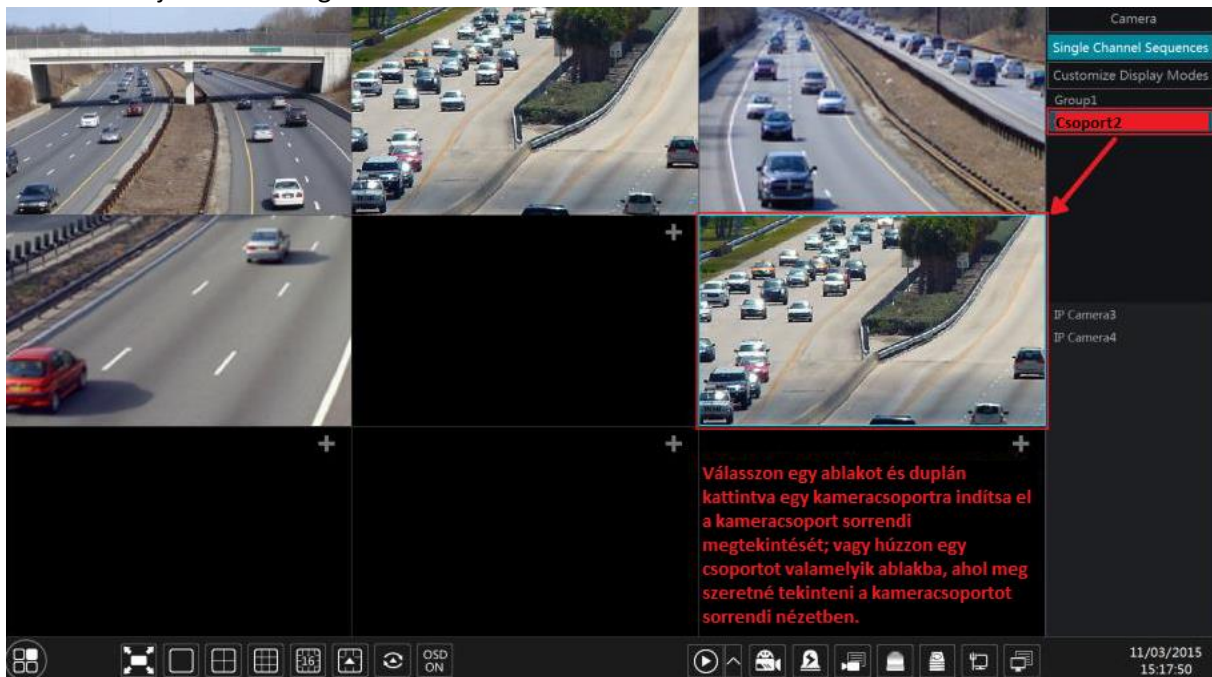 Camera
Single Channel Sequences
Customize Display Modes
Group1
Csoport2
IP Camera3
IP Camera4
Válasszon egy ablakot és duplán
kattintva egy kameracsoportra indítsa el
a kameracsoport sorrendi
megtekintését; vagy húzzon egy
csoportot valamelyik ablakba, ahol meg
szeretné tekinteni a kameracsoportot
sorrendi nézetben.
16
OSD
ON
11/03/2015
15:17:50